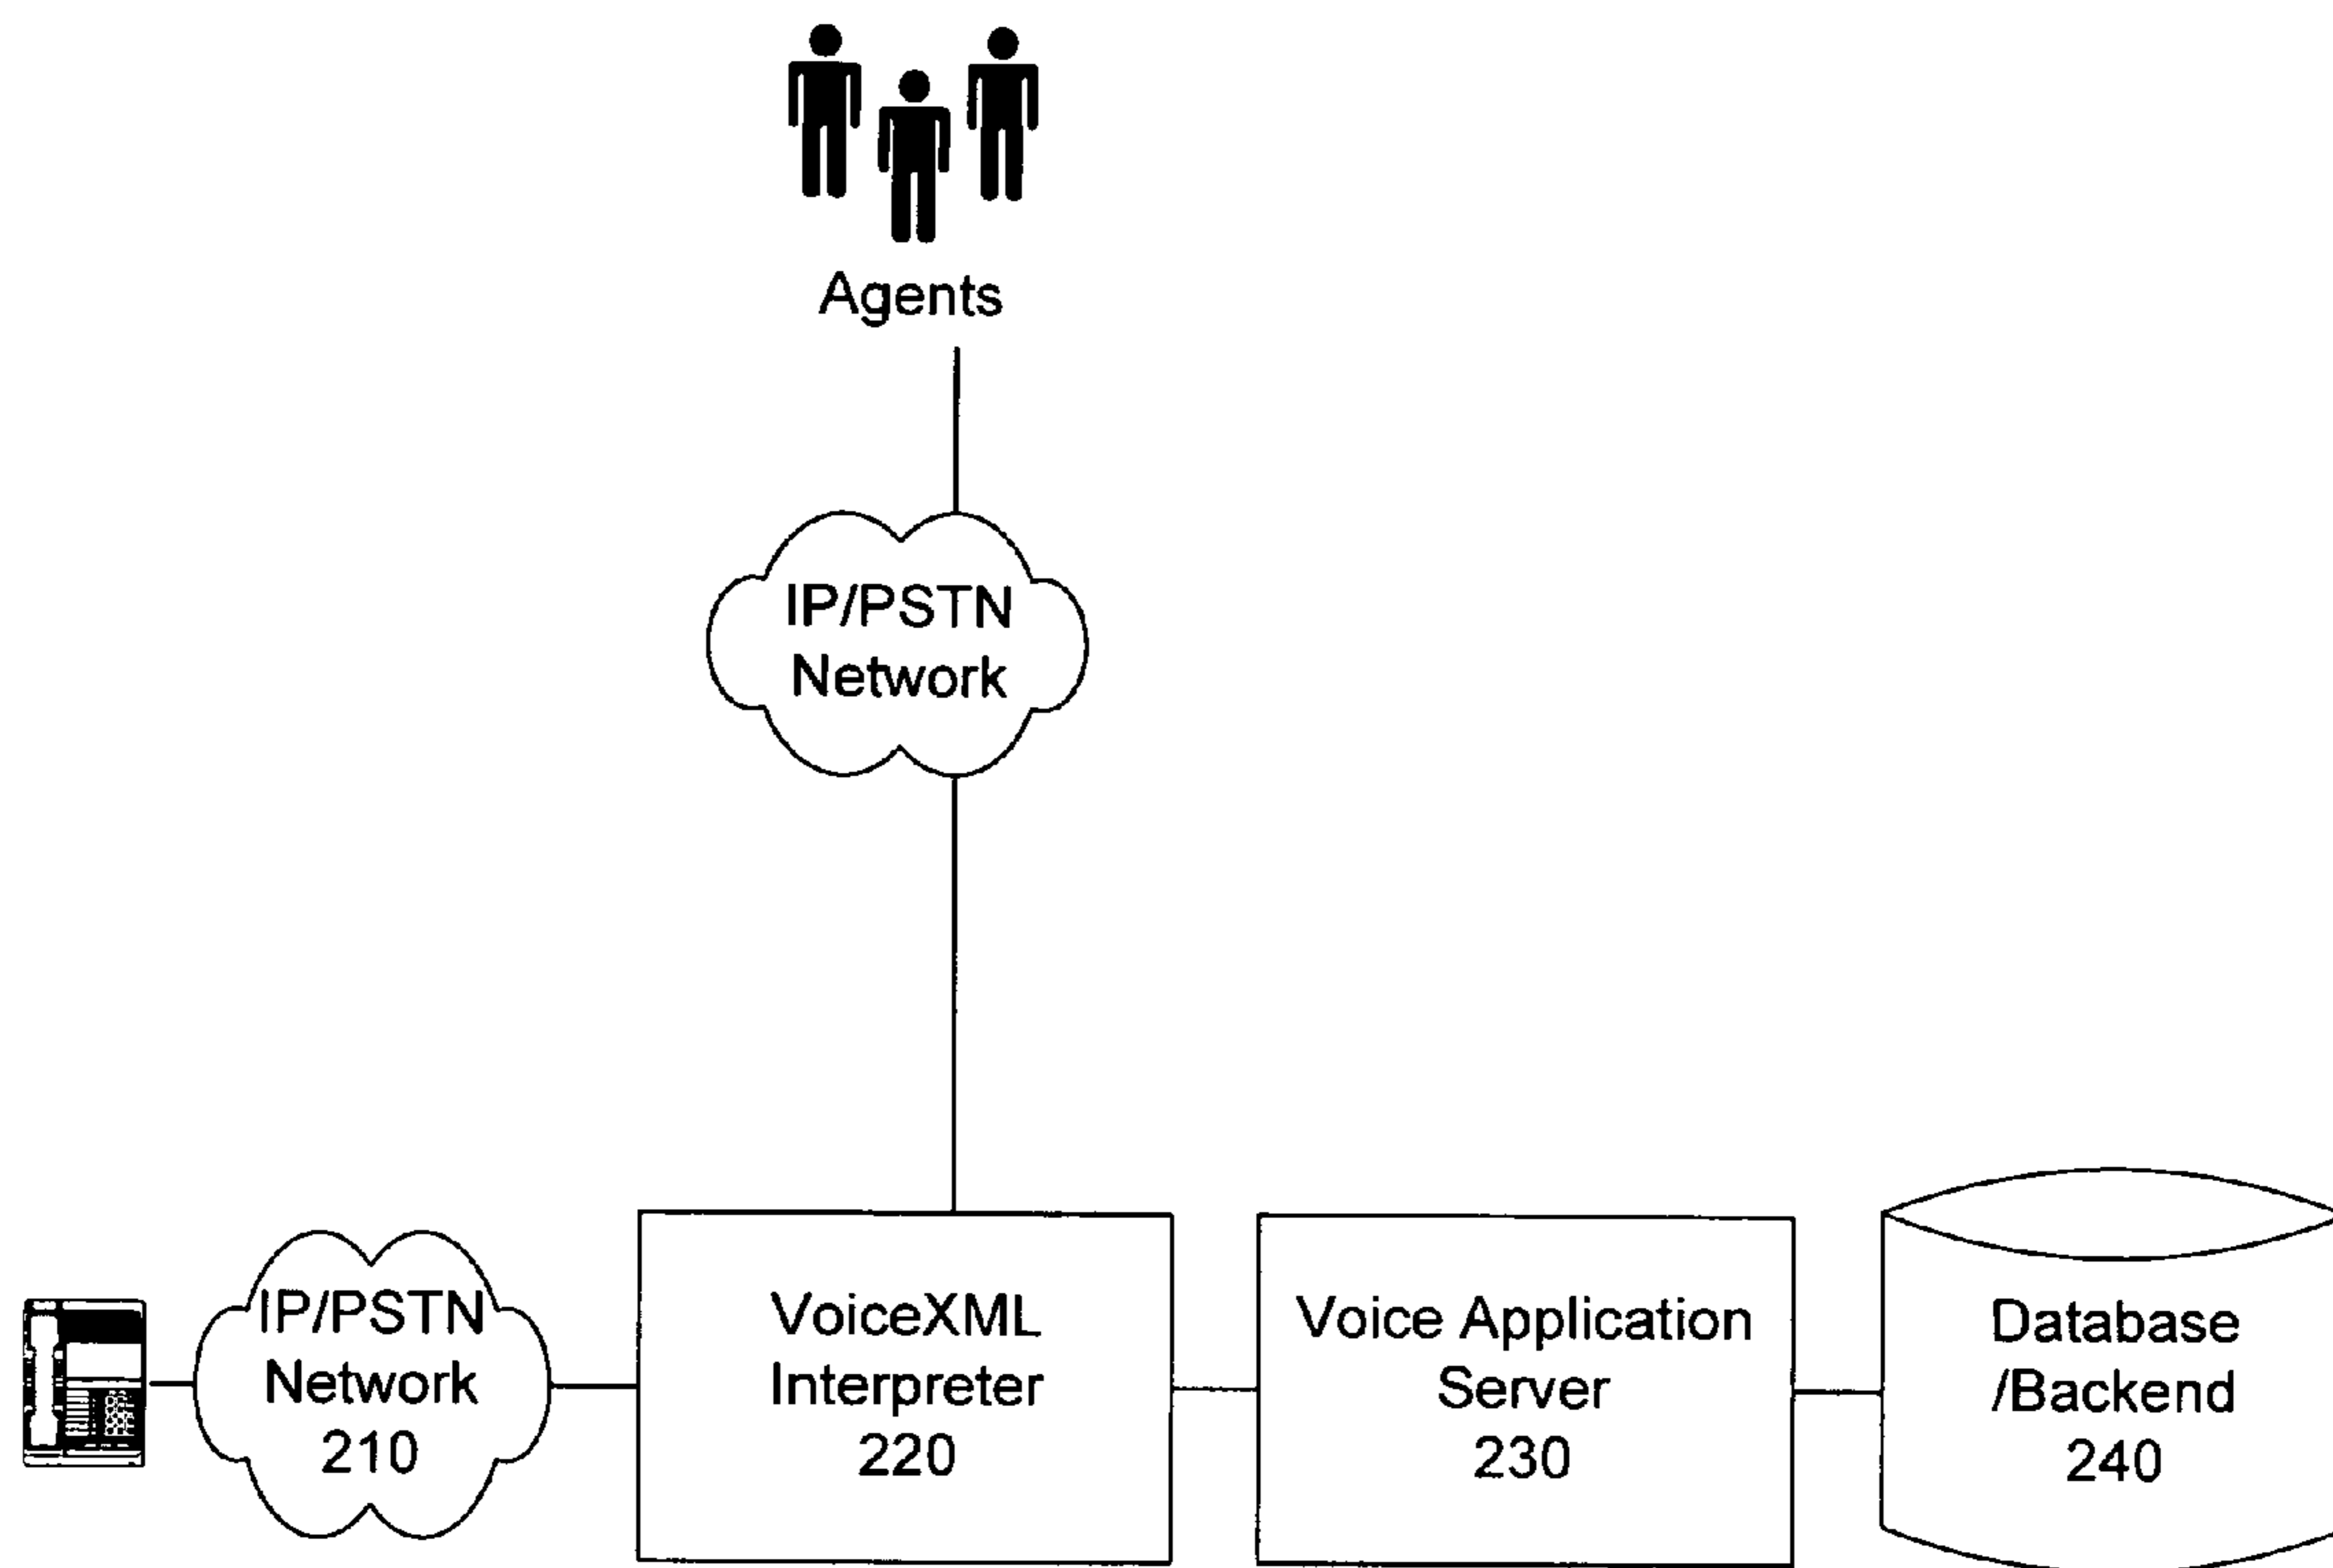 Agents
IP/PSTN
Network
IP/PSTN
Network
210
VoiceXML
Interpreter
220
Voice Application
Server
230
Database
/Backend
240